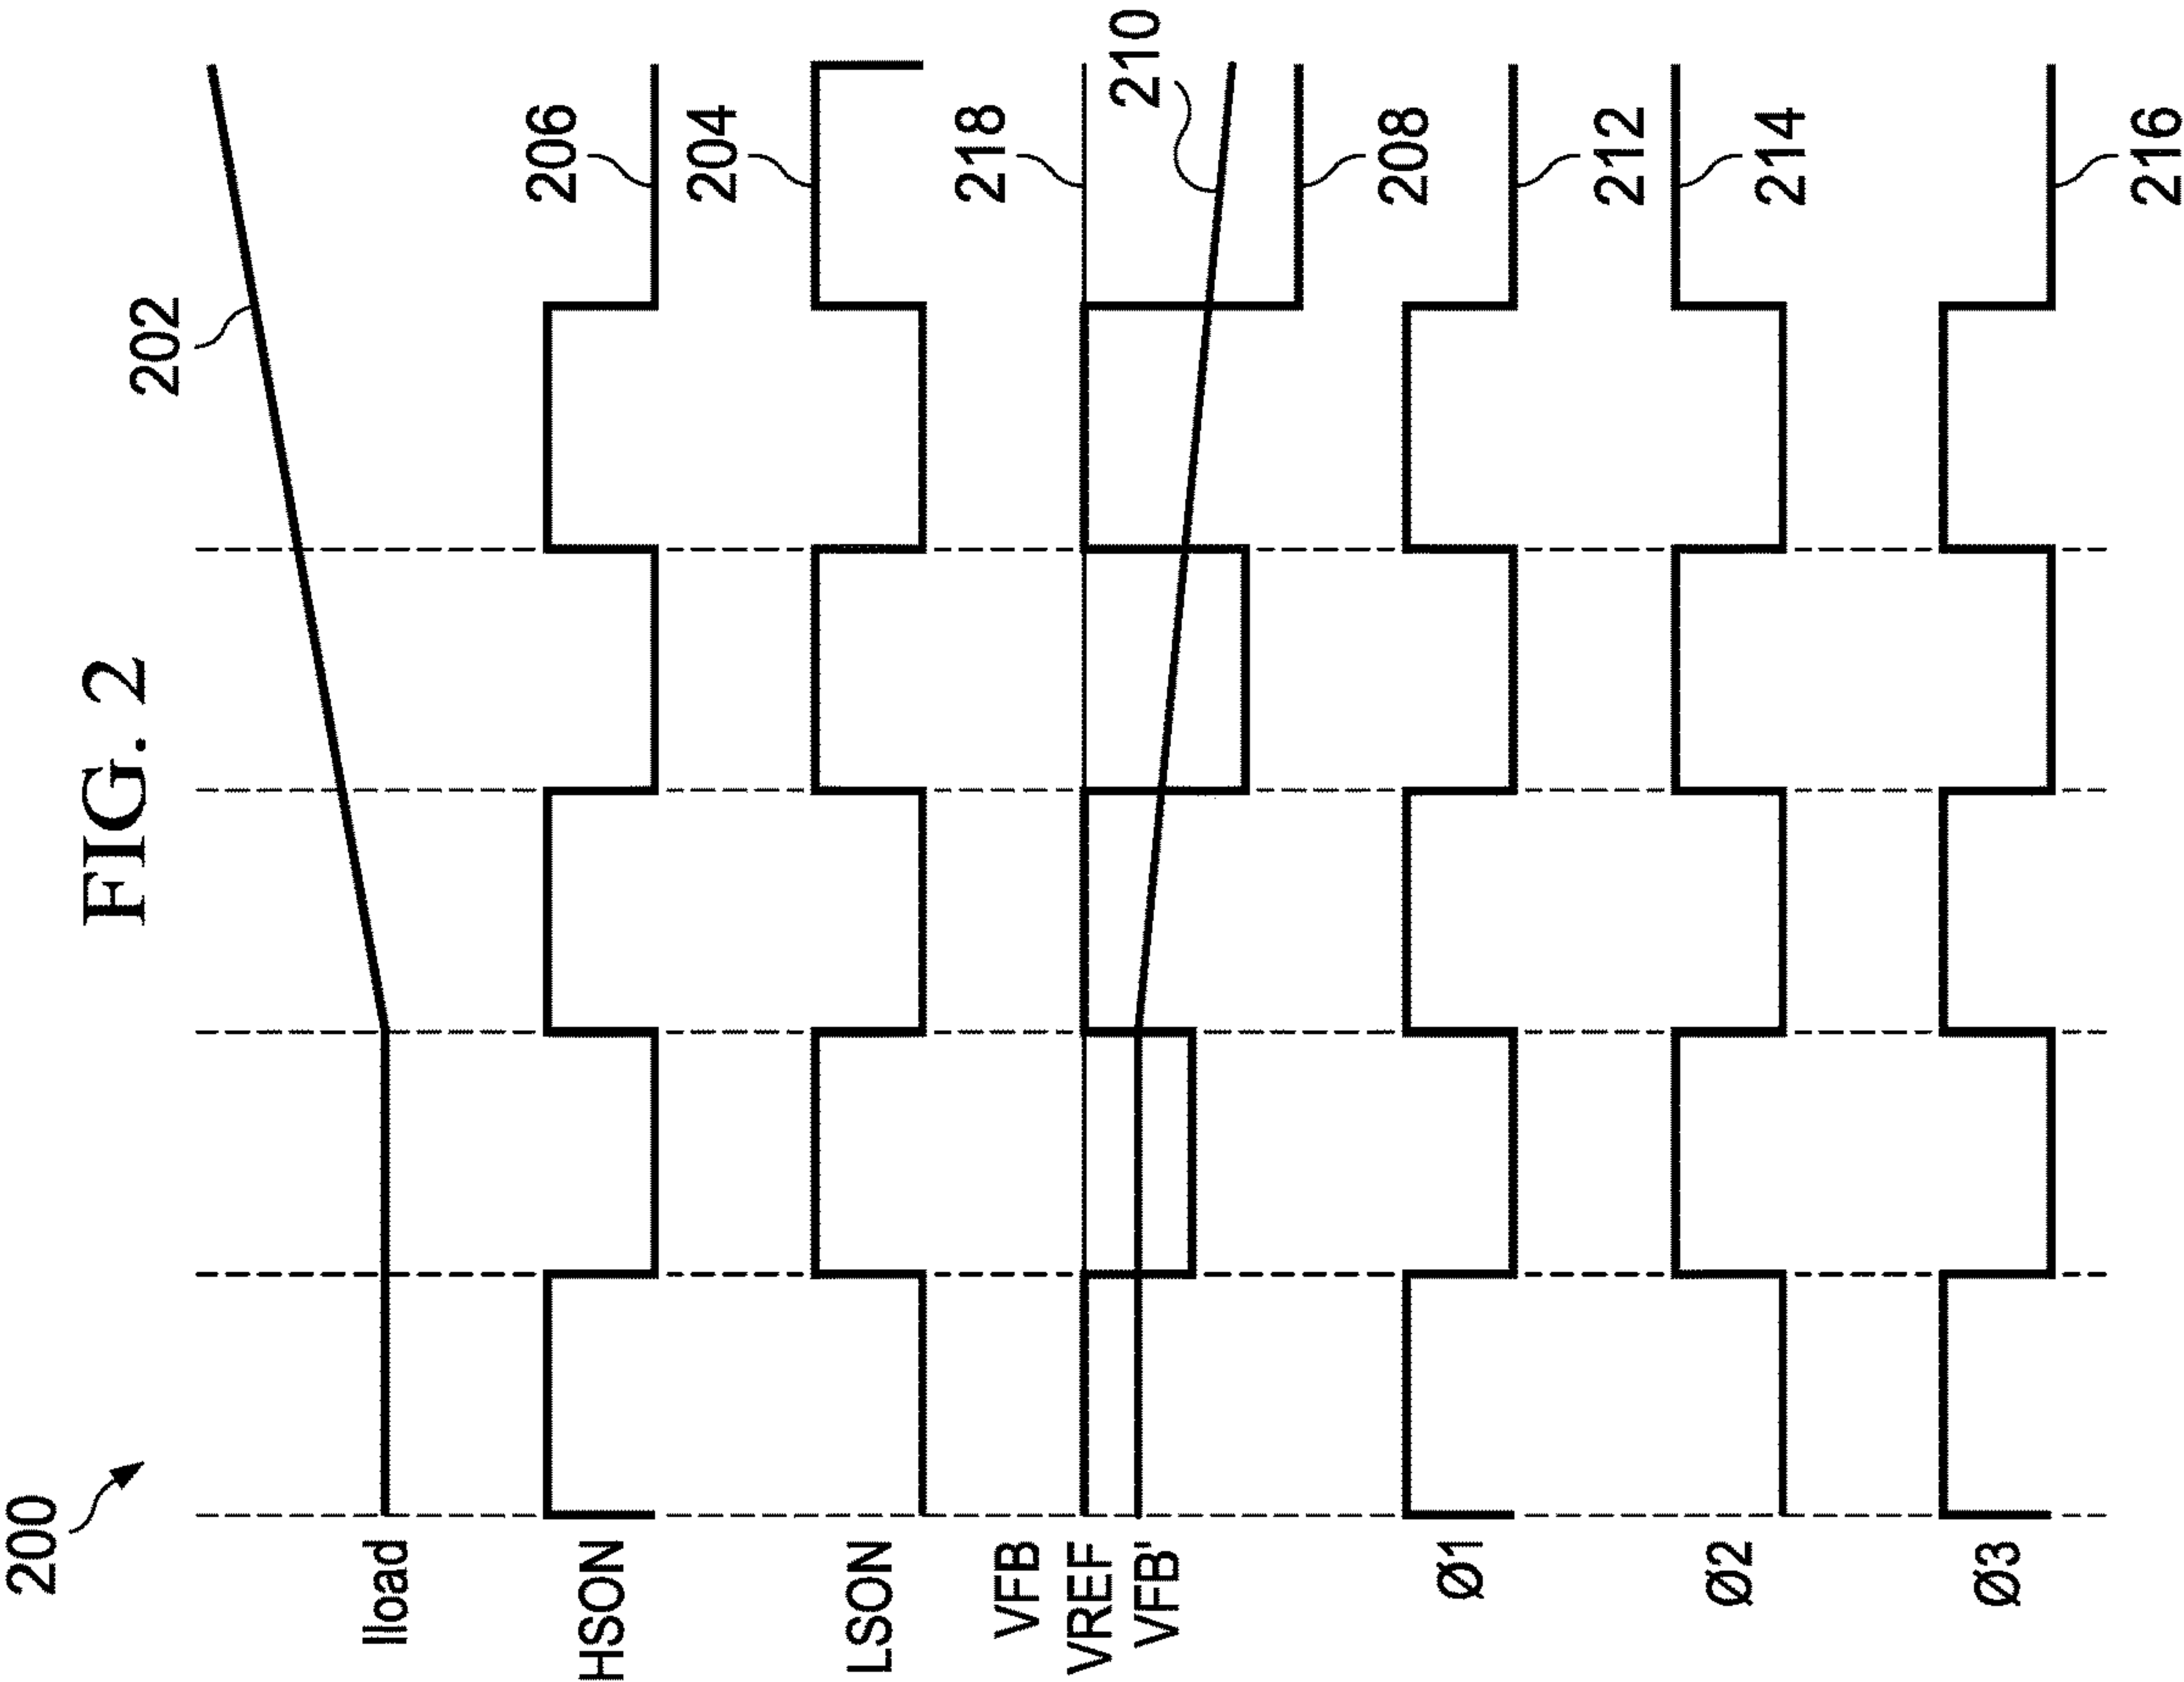 200
FIG. 2
Iload
202
HSON
206
LSON
204
VFB
VREF
VFB'
218
210
208
Ø1
212
Ø2
214
Ø3
216